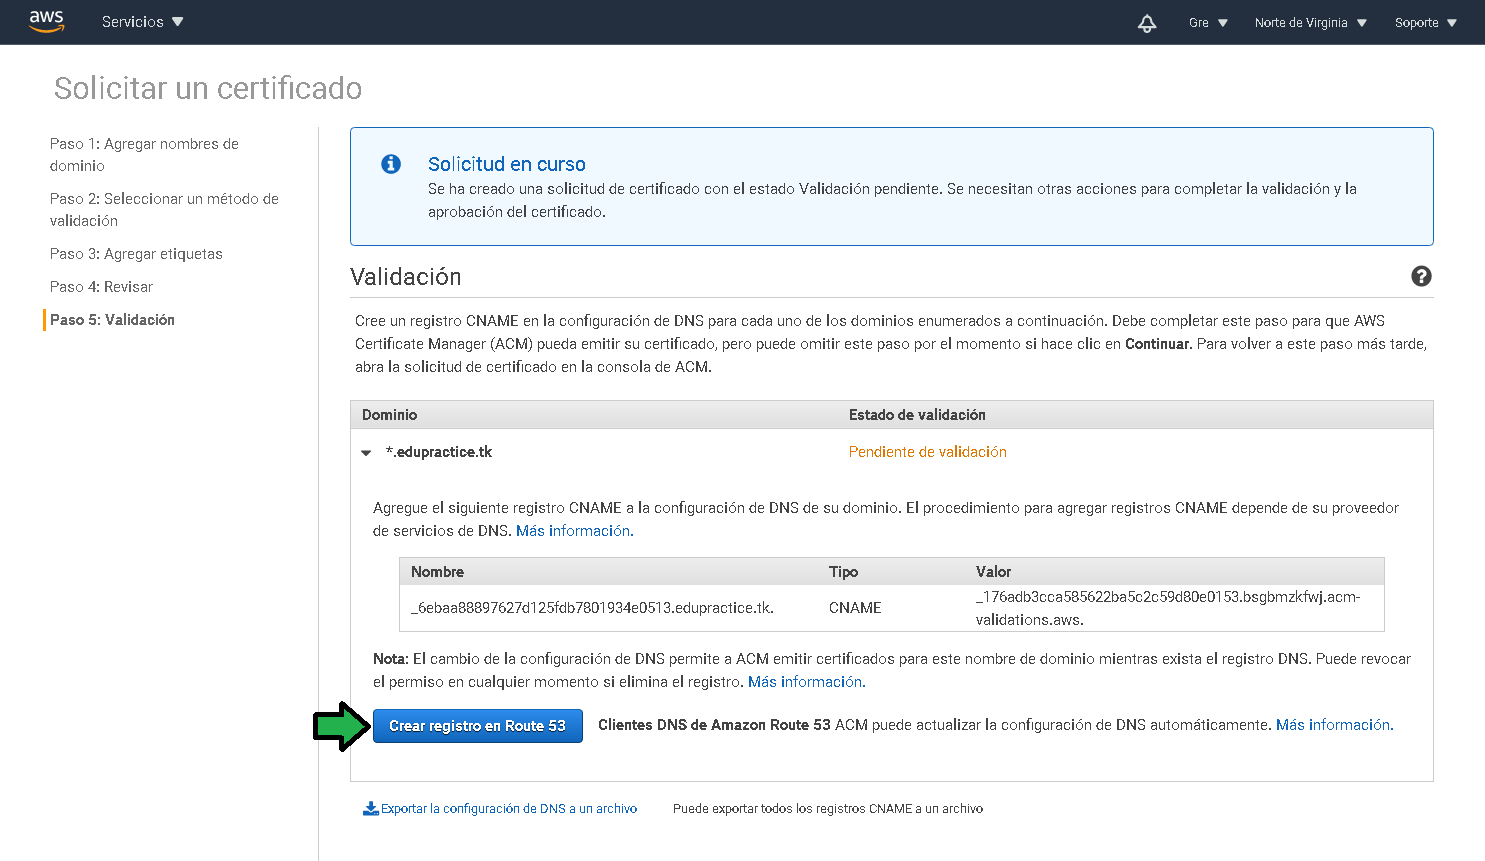 aws Servicios Gre Norte de Virginia Soporte
Solicitar un certificado
Paso 1: Agregar nombres de
dominio
Paso 2: Seleccionar un método de
validación
Paso 3: Agregar etiquetas
Paso 4: Revisar
Paso 5: Validación
Solicitud en curso
Se ha creado una solicitud de certificado con el estado Validación pendiente. Se necesitan otras acciones para completar la validación y la
aprobación del certificado.
Validación
Cree un registro CNAME en la configuración de DNS para cada uno de los dominios enumerados a continuación. Debe completar este paso para que AWS
Certificate Manager (ACM) pueda emitir su certificado, pero puede omitir este paso por el momento si hace clic en Continuar. Para volver a este paso más tarde,
abra la solicitud de certificado en la consola de ACM.
Dominio Estado de validación
*.edupractice.tk Pendiente de validación
Agregue el siguiente registro CNAME a la configuración de DNS de su dominio. El procedimiento para agregar registros CNAME depende de su proveedor
de servicios de DNS. Más información.
Nombre Tipo Valor
_6ebaa88897627d125fdb7801934e0513.edupractice.tk. CNAME _176adb3cca585622ba5c2c59d80e0153.bsgbmzkfwj.acm-
validations.aws.
Nota: El cambio de la configuración de DNS permite a ACM emitir certificados para este nombre de dominio mientras exista el registro DNS. Puede revocar
el permiso en cualquier momento si elimina el registro. Más información.
Crear registro en Route 53 Clientes DNS de Amazon Route 53 ACM puede actualizar la configuración de DNS automáticamente. Más información.
Exportar la configuración de DNS a un archivo Puede exportar todos los registros CNAME a un archivo